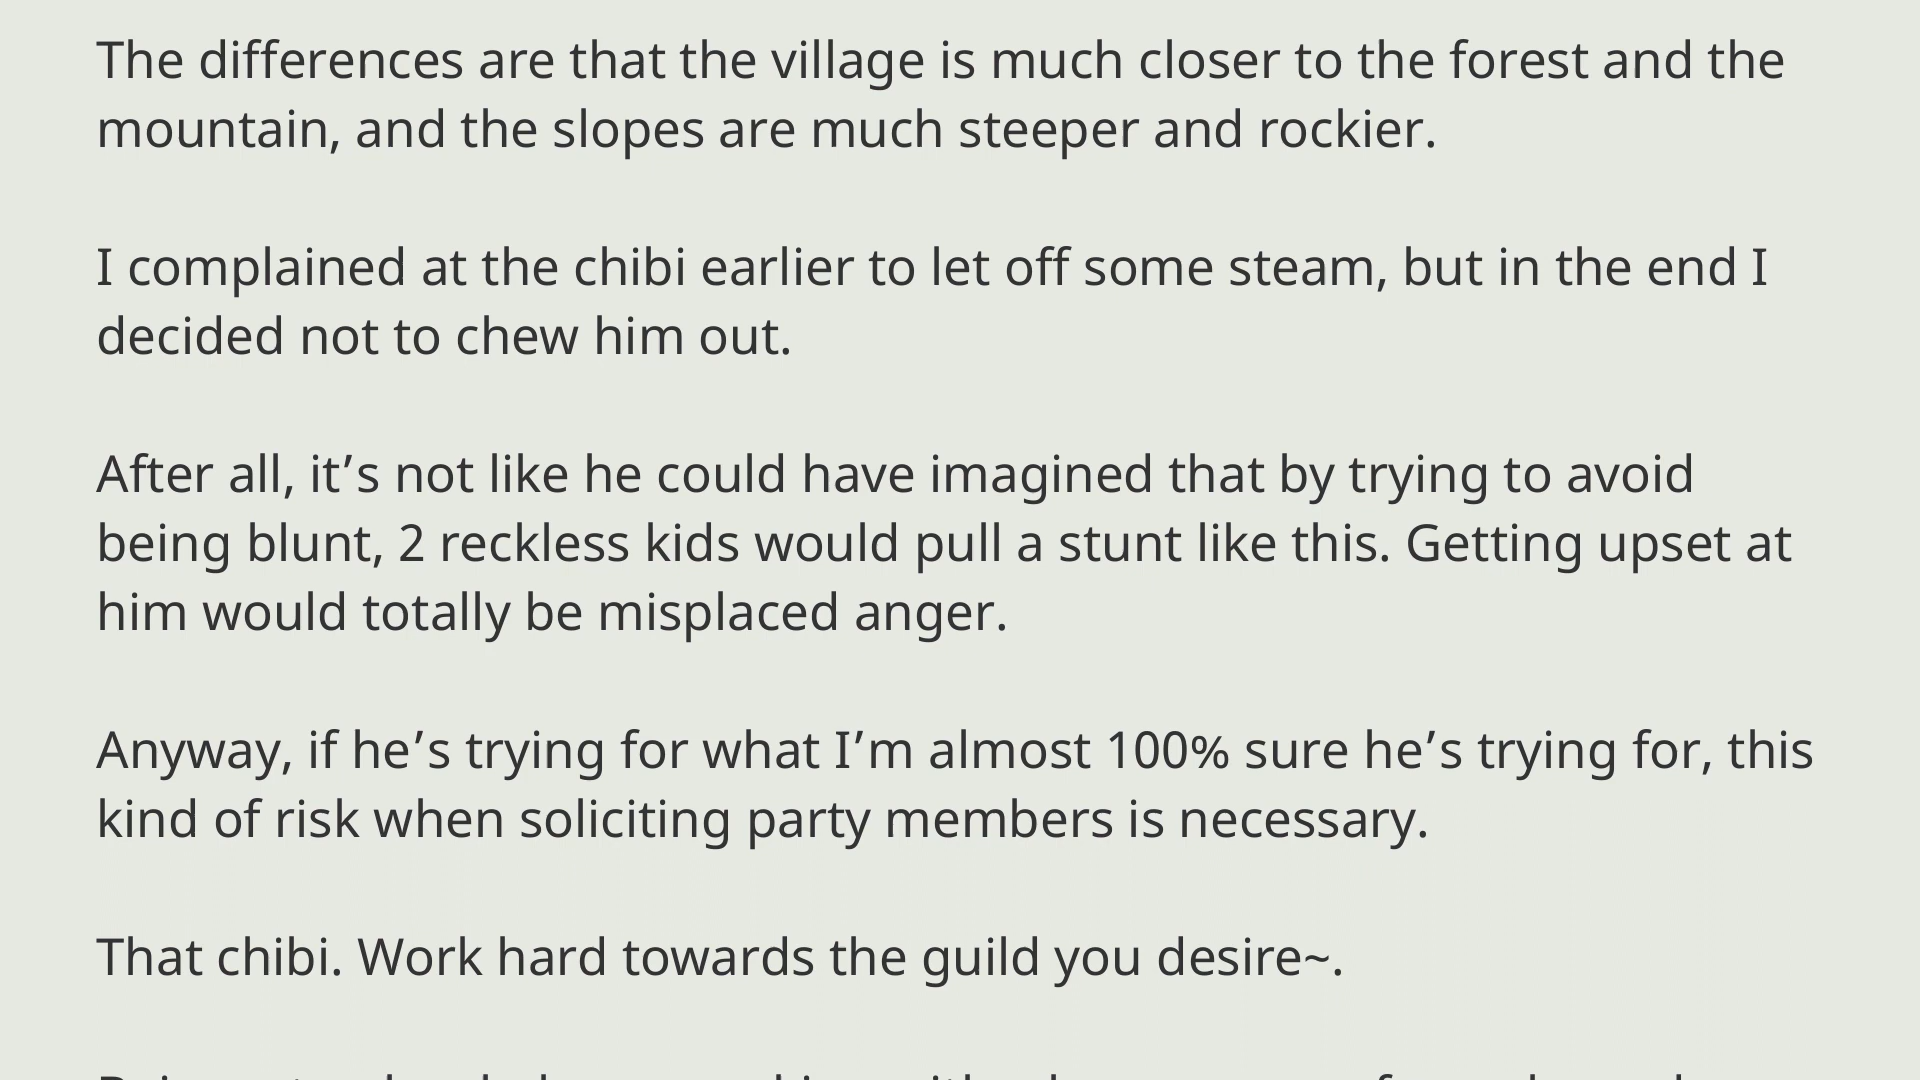 The differences are that the village is much closer to the forest and the
mountain, and the slopes are much steeper and rockier.
I complained at the chibi earlier to let off some steam, but in the end I
decided not to chew him out.
After all, it’s not like he could have imagined that by trying to avoid
being blunt, 2 reckless kids would pull a stunt like this. Getting upset at
him would totally be misplaced anger.
Anyway, if he’s trying for what I’m almost 100% sure he’s trying for, this
kind of risk when soliciting party members is necessary.
That chibi. Work hard towards the guild you desire~.